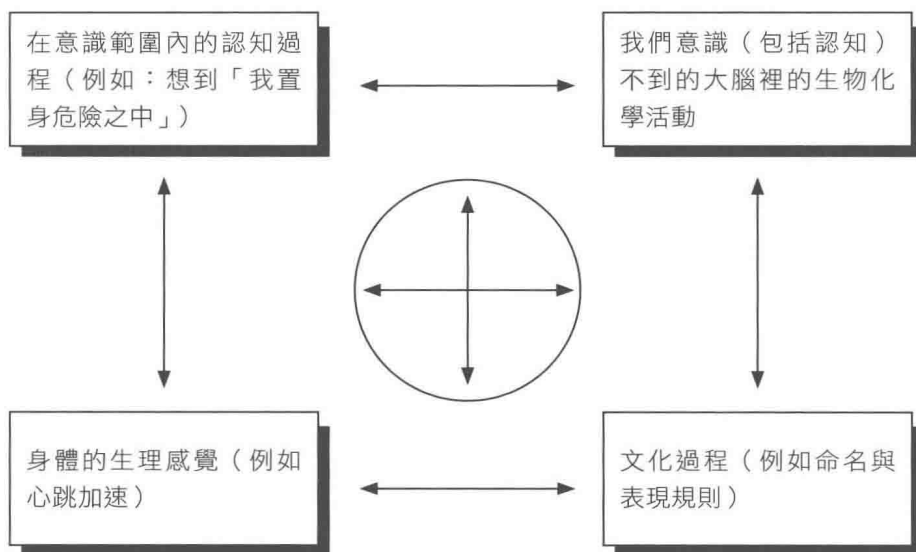 在意識範圍內的認知過
程（例如：想到「我置
身危險之中」）
我們意識（包括認知）
不到的大腦裡的生物化
學活動
身體的生理感覺（例如
心跳加速）
文化過程（例如命名與
表現規則）